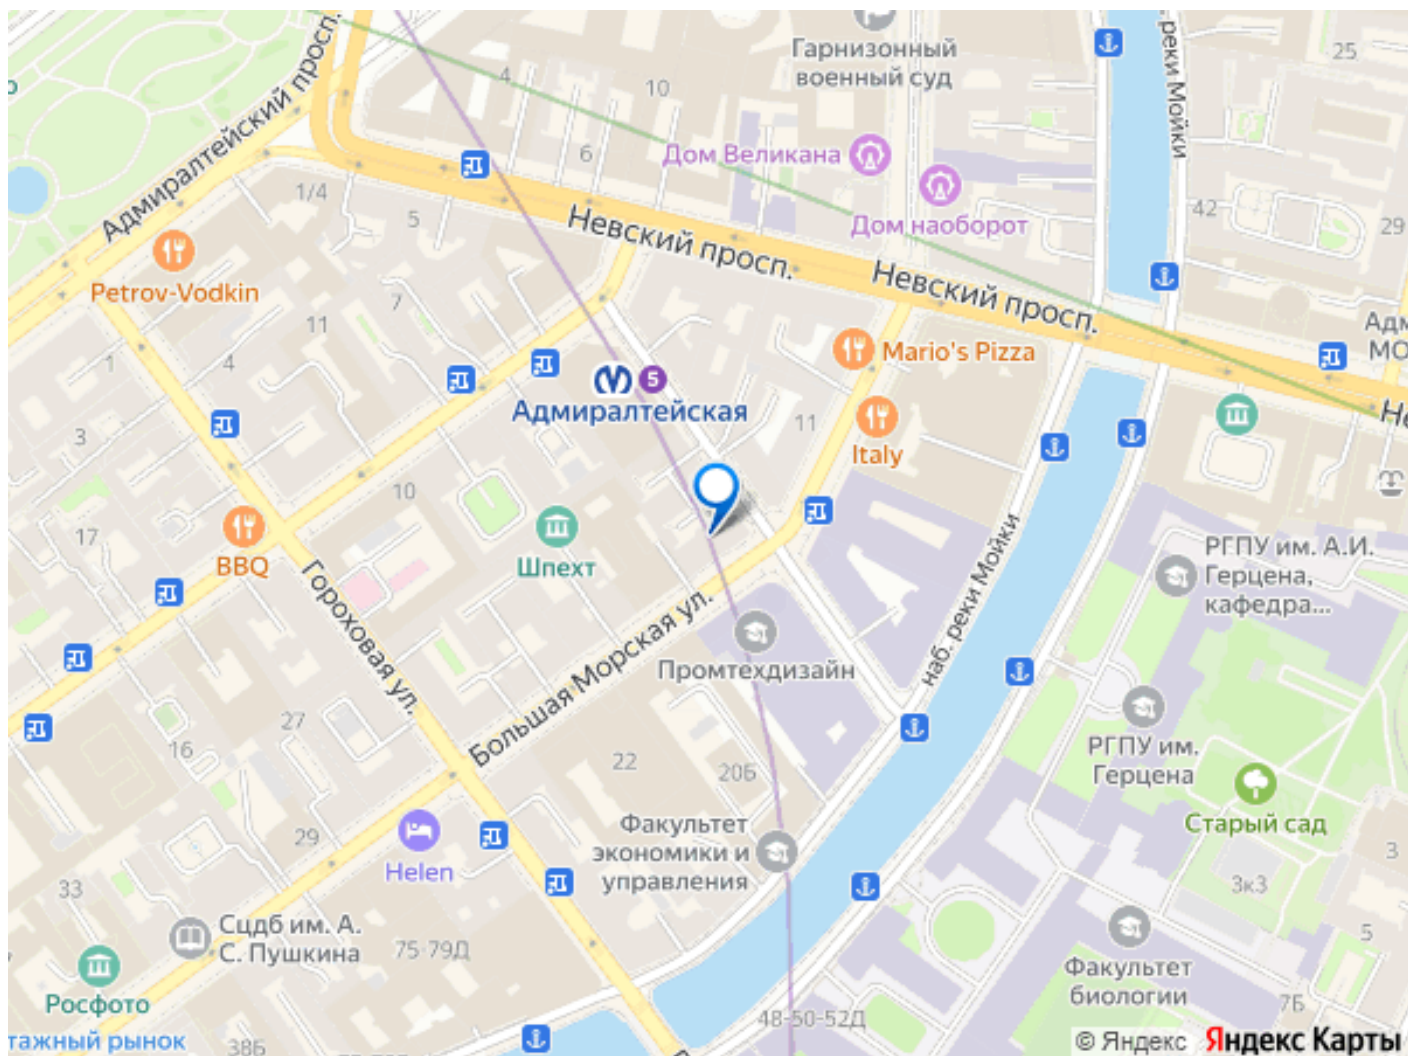 Гарнизонный
военный суд
реки Мойки
25
4
10
Адмиралтейский просп.
6
Дом Великана
1/4
5
Невский просп.
Дом наоборот
42
29
Petrov-Vodkin
7
Невский просп.
11
Адм
МО
1
4
5
Mario's Pizza
Адмиралтейская
11
Не
3
Italy
10
17
BBQ
Шпехт
Гороховая ул.
наб. реки Мойки
РГПУ им. А.И.
Герцена,
кафедра...
Большая Морская ул.
Промтехдизайн
27
16
22
20Б
РГПУ им.
Герцена
Старый сад
29
Helen
Факультет
экономики и
управления
3
33
3к3
Сцдб им. А.
С. Пушкина
75-79Д
5
Росфото
Факультет
биологии
7Б
48-50-52Д
тажный рынок
38Б
© Яндекс Яндекс Карты